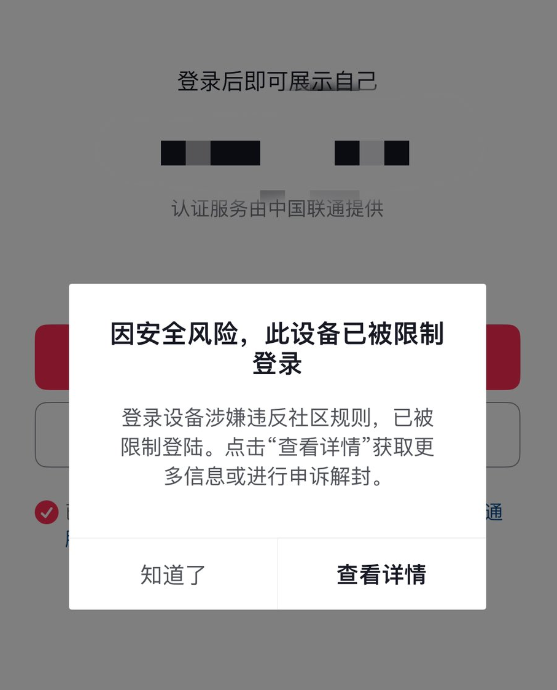 登录后即可展示自己
认证服务由中国联通提供
因安全风险，此设备已被限制
登录
登录设备涉嫌违反社区规则，已被
限制登陆。点击“查看详情”获取更
多信息或进行申诉解封。
通
知道了
查看详情